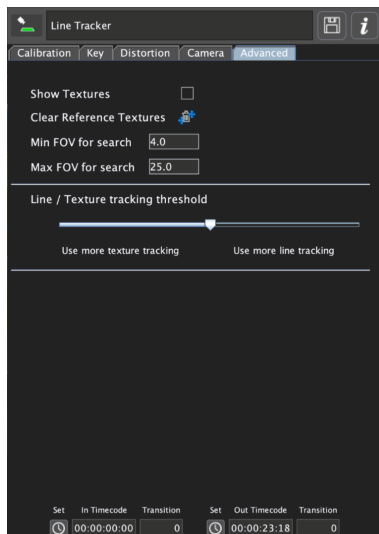 Line Tracker i
Calibration Key Distortion Camera Advanced
Show Textures
Clear Reference Textures
Min FOV for search 4.0
Max FOV for search 25.0
Line / Texture tracking threshold
Use more texture tracking Use more line tracking
Set In Timecode Transition Set Out Timecode Transition
00:00:00:00 0 00:00:23:18 0